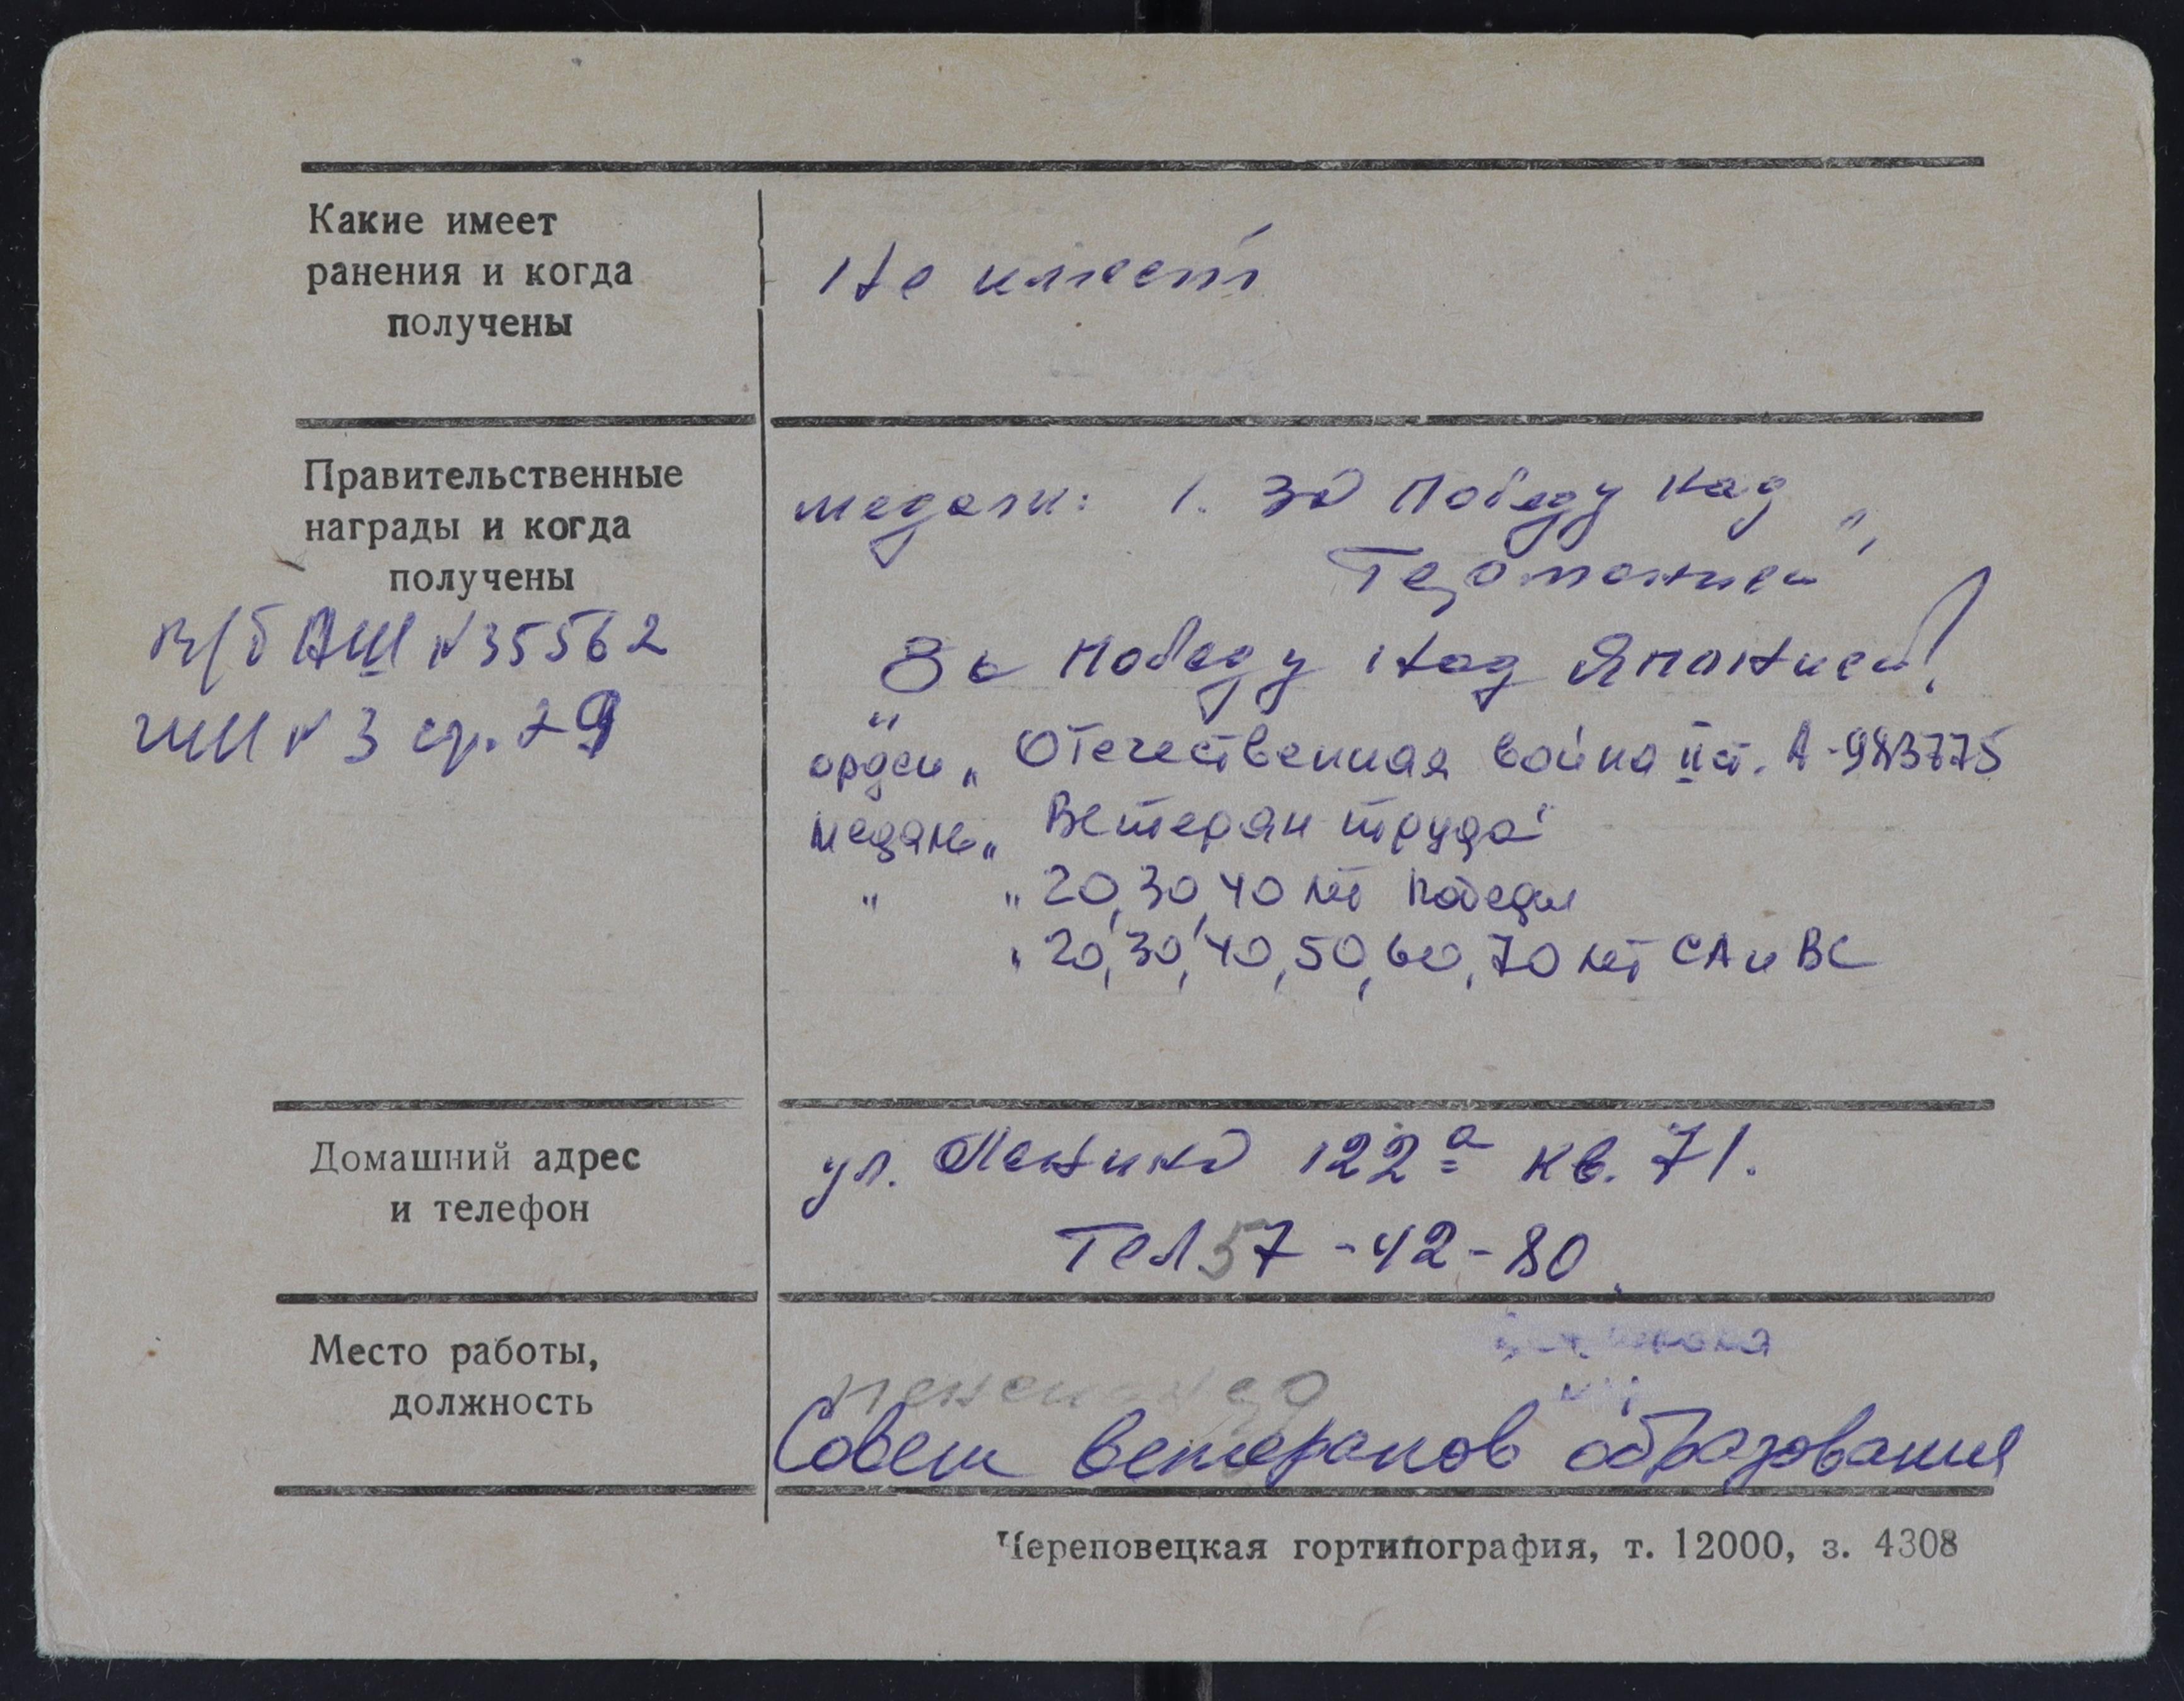 Какие имеет
ранения и когда
получены
Не имеет
Правительственные
награды и когда
получены
в/б АШ №35562
№ 3 ср. 29
медали: 1. За Победу над
Германией"
"За Победу над Японией"
орден "Отечественная война II ст. А-983775
медаль "Ветеран труда"
" "20, 30, 40 лет Победы
"20, 30, 40, 50, 60, 70 лет СА и ВС
Домашний адрес
и телефон
ул. Ленина 122а кв. 71.
Тел 57-42-80.
Место работы,
должность
пенсионер
Совет ветеранов образования
Череповецкая гортипография, т. 12000, з. 4308